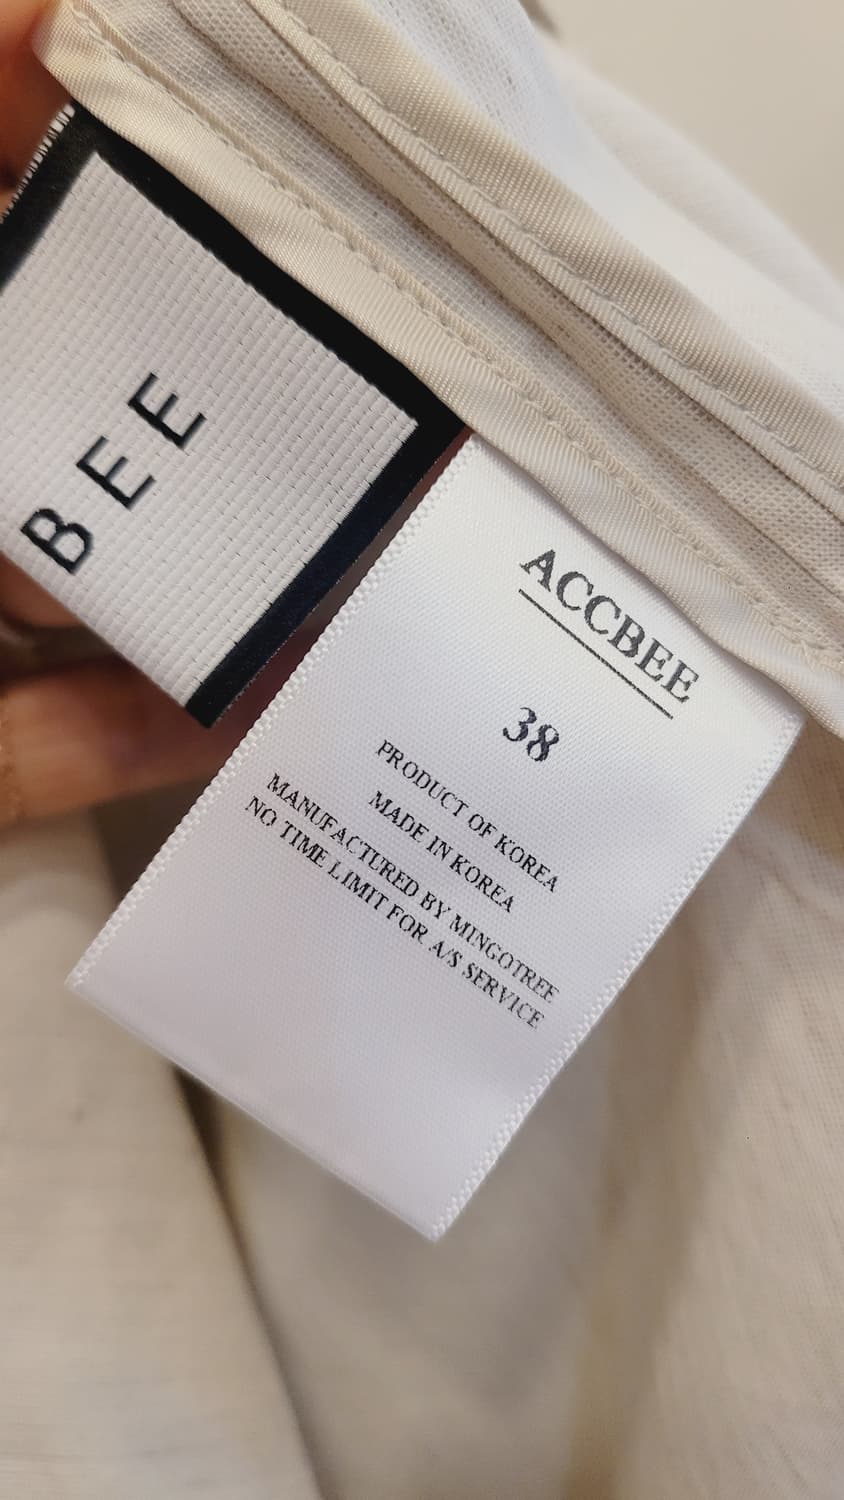 BEE
ACCBEE
38
PRODUCT OF KOREA
MADE IN KOREA
MANUFACTURED BY MINGOTREE
NO TIME LIMIT FOR A/S SERVICE